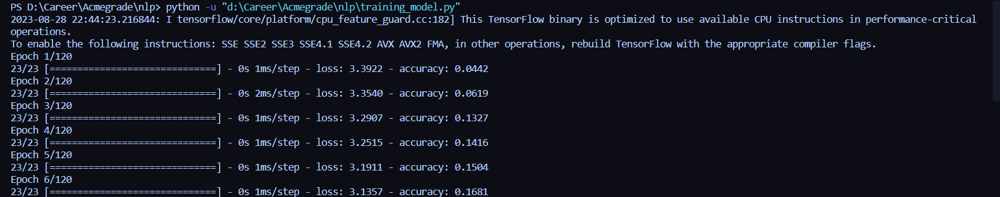 PS D:\Career\Acmegrade\nlp> python -u "d:\Career\Acmegrade\nlp\training_model.py"
2023-08-28 22:44:23.216844: I tensorflow/core/platform/cpu_feature_guard.cc:182] This TensorFlow binary is optimized to use available CPU instructions in performance-critical
operations.
To enable the following instructions: SSE SSE2 SSE3 SSE4.1 SSE4.2 AVX AVX2 FMA, in other operations, rebuild TensorFlow with the appropriate compiler flags.
Epoch 1/120
23/23 [==============================] - 0s 1ms/step - loss: 3.3922 - accuracy: 0.0442
Epoch 2/120
23/23 [==============================] - 0s 2ms/step - loss: 3.3540 - accuracy: 0.0619
Epoch 3/120
23/23 [==============================] - 0s 1ms/step - loss: 3.2907 - accuracy: 0.1327
Epoch 4/120
23/23 [==============================] - 0s 1ms/step - loss: 3.2515 - accuracy: 0.1416
Epoch 5/120
23/23 [==============================] - 0s 1ms/step - loss: 3.1911 - accuracy: 0.1504
Epoch 6/120
23/23 [==============================] - 0s 1ms/step - loss: 3.1357 - accuracy: 0.1681